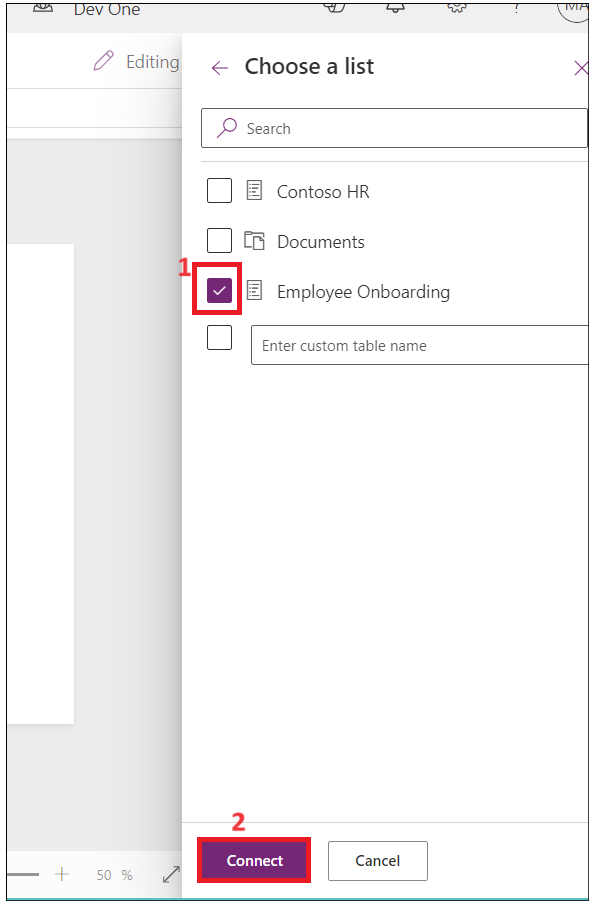 Dev One
?
MA
Editing
Choose a list
Search
Contoso HR
Documents
1
Employee Onboarding
Enter custom table name
2
Connect
Cancel
50 %